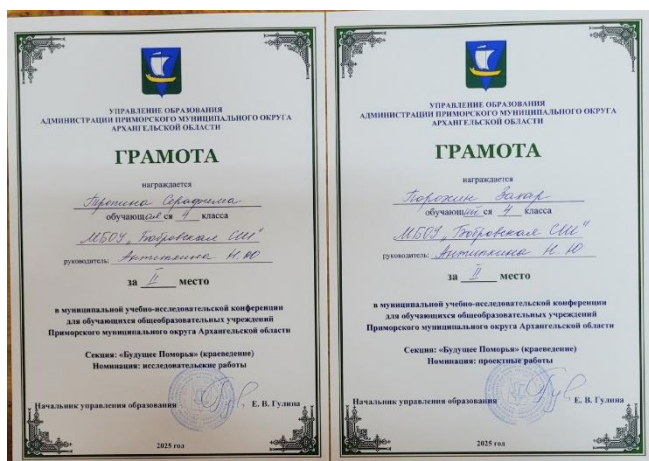 УПРАВЛЕНИЕ ОБРАЗОВАНИЯ
АДМИНИСТРАЦИИ ПРИМОРСКОГО МУНИЦИПАЛЬНОГО ОКРУГА
АРХАНГЕЛЬСКОЙ ОБЛАСТИ
ГРАМОТА
награждается
Тропина Серафима
обучающаяся 4 класса
МБОУ "Бобровская СШ"
руководитель: Антипкина Н. Ю
за II место
в муниципальной учебно-исследовательской конференции
для обучающихся общеобразовательных учреждений
Приморского муниципального округа Архангельской области
Секция: «Будущее Поморья» (краеведение)
Номинация: исследовательские работы
Начальник управления образования Е. В. Гулина
2025 год
УПРАВЛЕНИЕ ОБРАЗОВАНИЯ
АДМИНИСТРАЦИИ ПРИМОРСКОГО МУНИЦИПАЛЬНОГО ОКРУГА
АРХАНГЕЛЬСКОЙ ОБЛАСТИ
ГРАМОТА
награждается
Порохин Захар
обучающийся 4 класса
МБОУ "Бобровская СШ"
руководитель: Антипкина Н. Ю
за II место
в муниципальной учебно-исследовательской конференции
для обучающихся общеобразовательных учреждений
Приморского муниципального округа Архангельской области
Секция: «Будущее Поморья» (краеведение)
Номинация: проектные работы
Начальник управления образования Е. В. Гулина
2025 год